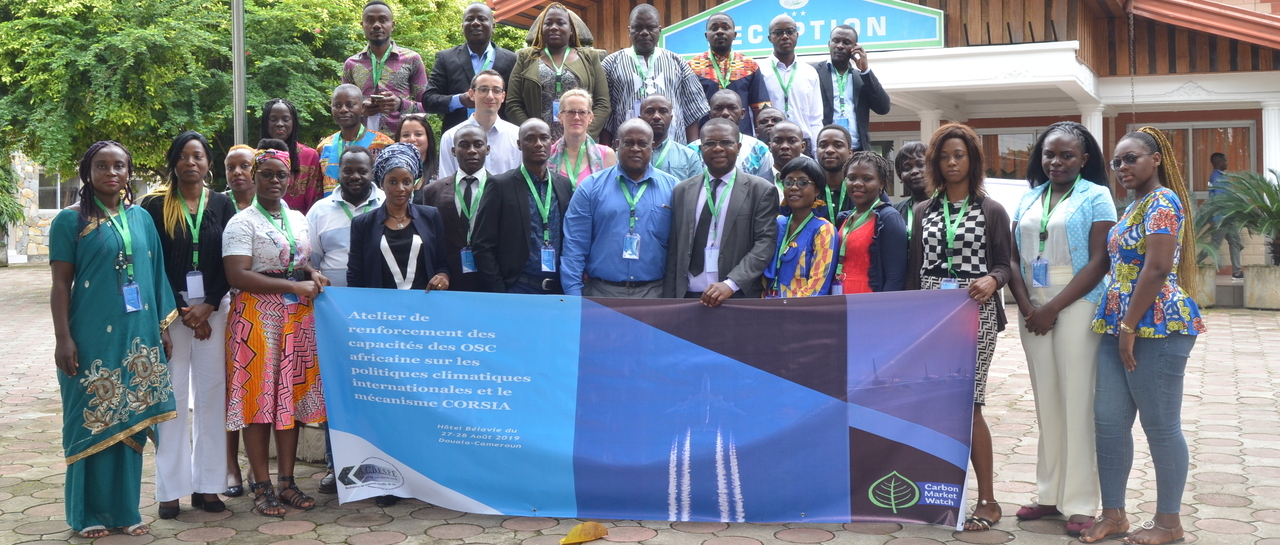 RECEPTION
Atelier de
renforcement des
capacités des OSC
africaine sur les
politiques climatiques
internationales et le
mécanisme CORSIA
Hôtel Bélavie du
27-28 Août 2019
Douala-Cameroun
Carbon
Market
Watch